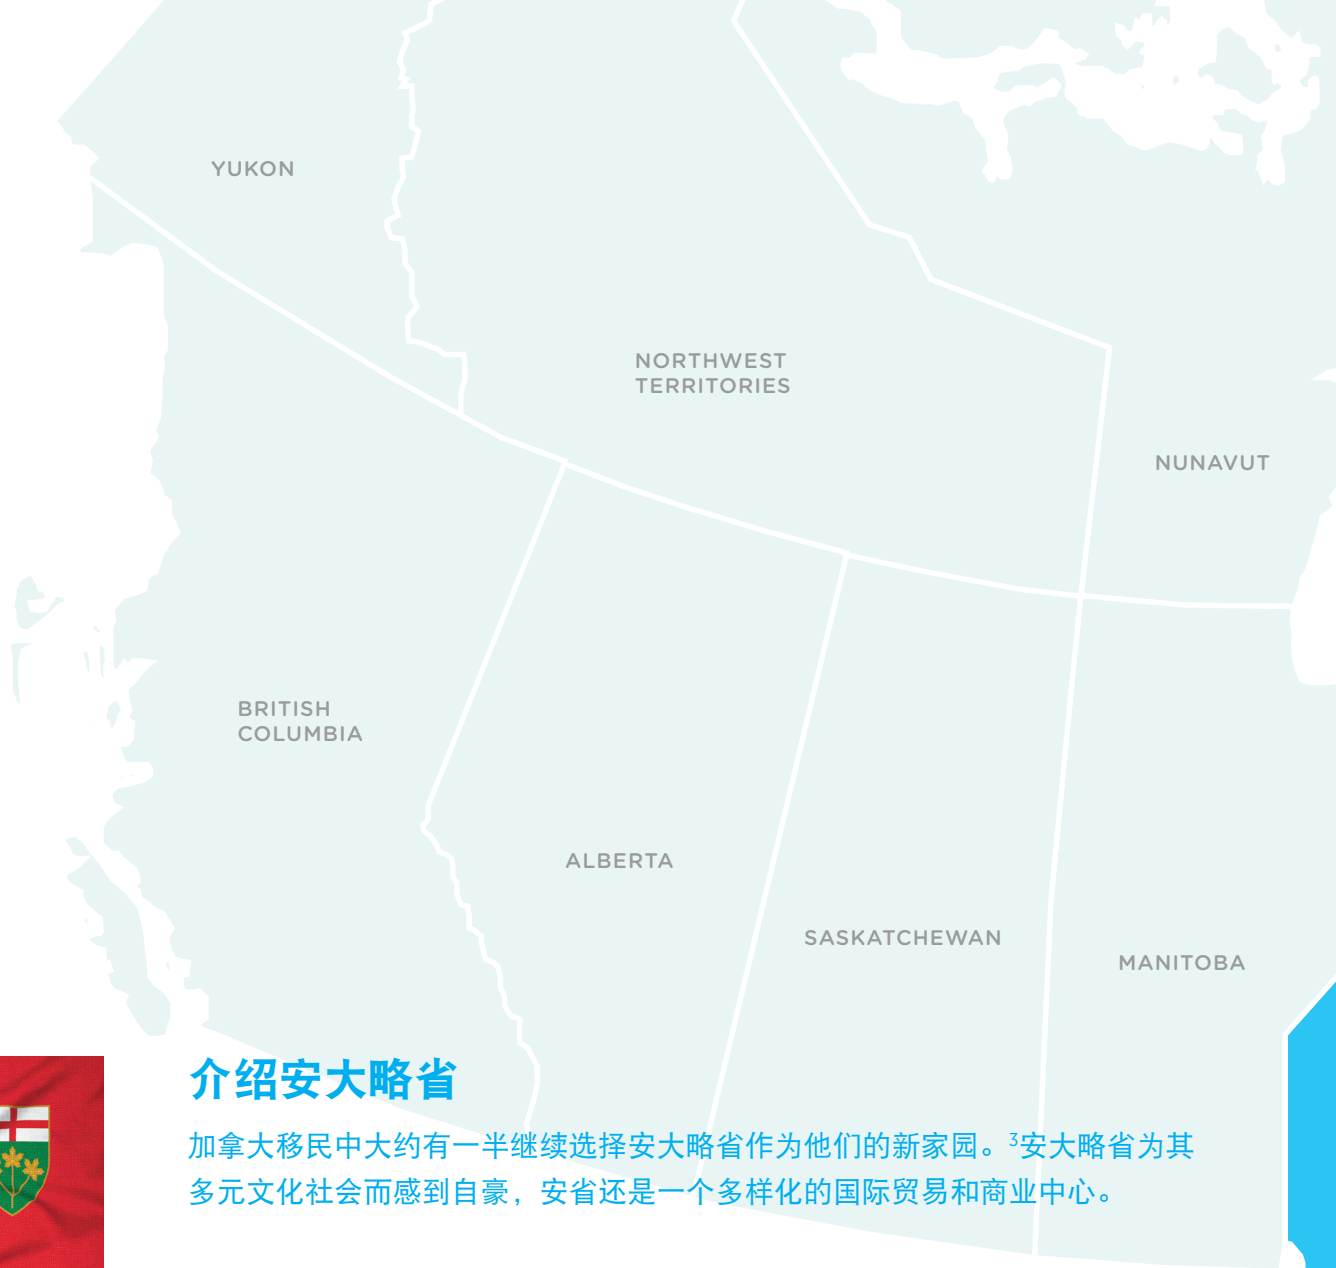 YUKON
NORTHWEST
TERRITORIES
NUNAVUT
BRITISH
COLUMBIA
ALBERTA
SASKATCHEWAN
MANITOBA
介绍安大略省
加拿大移民中大约有一半继续选择安大略省作为他们的新家园。3安大略省为其
多元文化社会而感到自豪，安省还是一个多样化的国际贸易和商业中心。